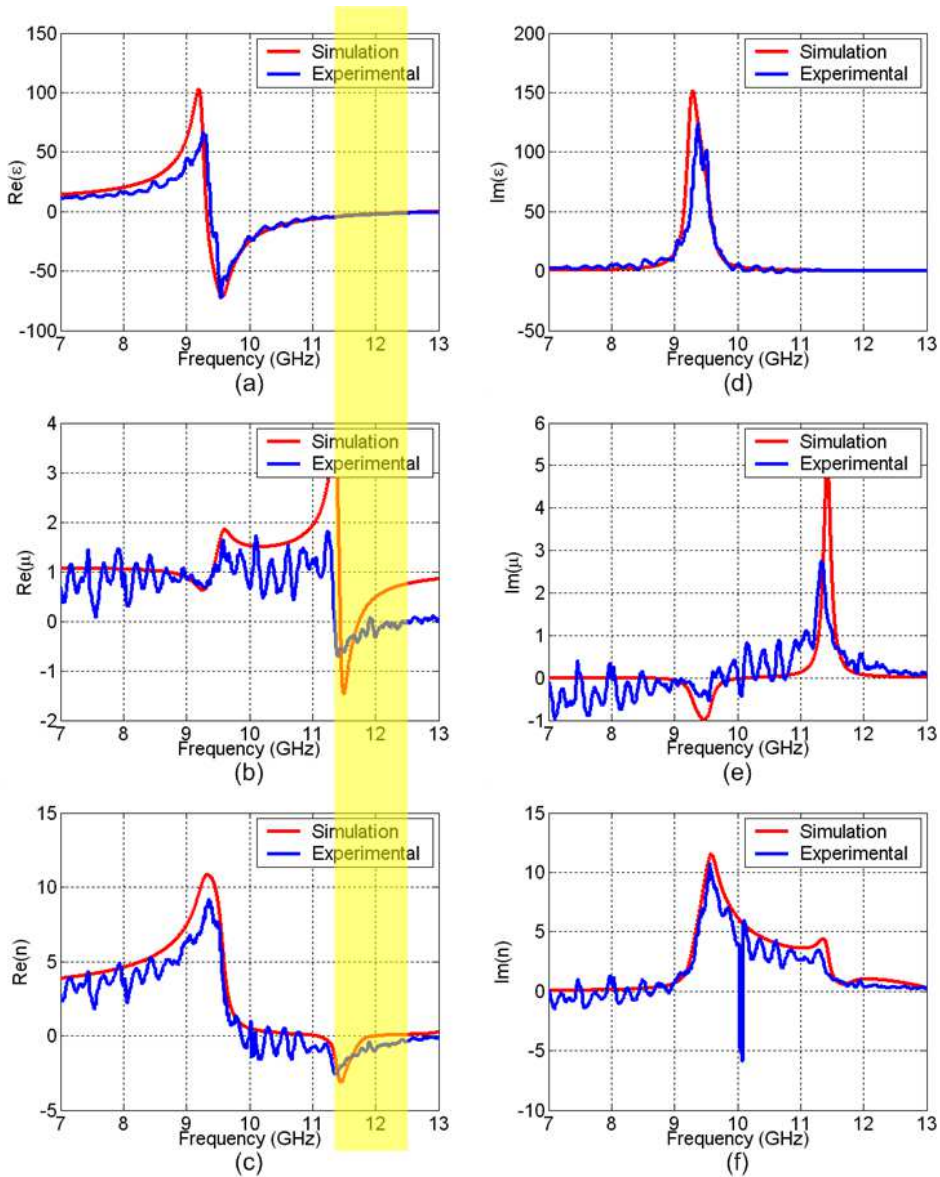 150
100
50
0
-50
-100
Re(ε)
Simulation
Experimental
7 8 9 10 11 12 13
Frequency (GHz)
(a)
200
150
100
50
0
-50
Im(ε)
Simulation
Experimental
7 8 9 10 11 12 13
Frequency (GHz)
(d)
4
3
2
1
0
-1
-2
Re(μ)
Simulation
Experimental
7 8 9 10 11 12 13
Frequency (GHz)
(b)
6
5
4
3
2
1
0
-1
Im(μ)
Simulation
Experimental
7 8 9 10 11 12 13
Frequency (GHz)
(e)
15
10
5
0
-5
Re(n)
Simulation
Experimental
7 8 9 10 11 12 13
Frequency (GHz)
(c)
15
10
5
0
-5
-10
Im(n)
Simulation
Experimental
7 8 9 10 11 12 13
Frequency (GHz)
(f)